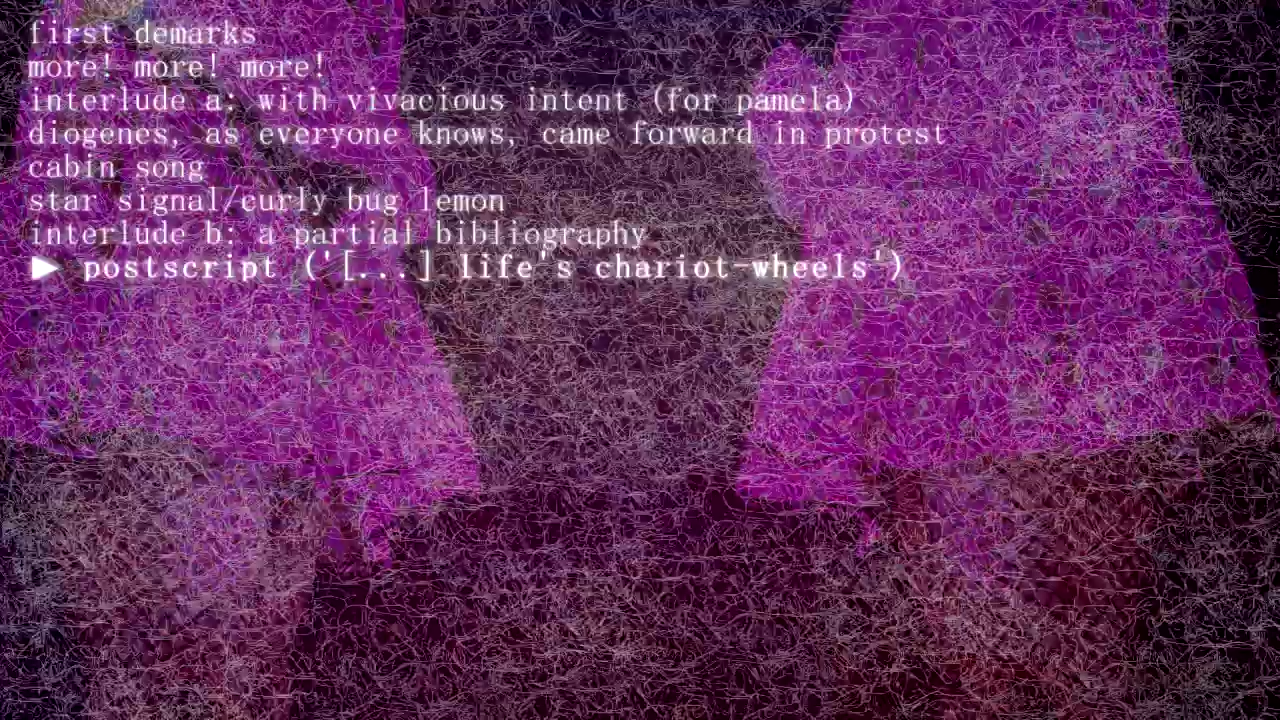 first demarks
more! more! more!
interlude a: with vivacious intent (for pamela)
diogenes, as everyone knows, came forward in protest
cabin song
star signal/curly bug lemon
interlude b: a partial bibliography
▶ postscript ('[...] life's chariot-wheels')